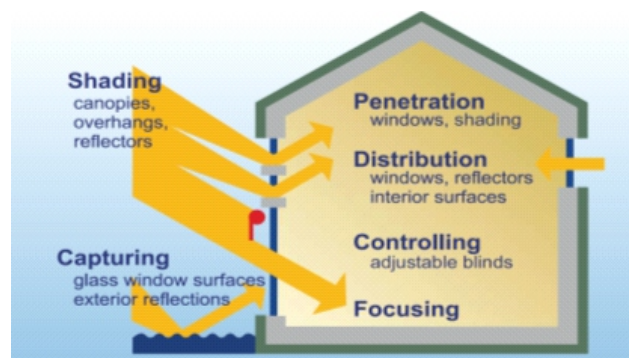 Shading
canopies,
overhangs,
reflectors
Capturing
glass window surfaces
exterior reflections
Penetration
windows, shading
Distribution
windows, reflectors
interior surfaces
Controlling
adjustable blinds
Focusing